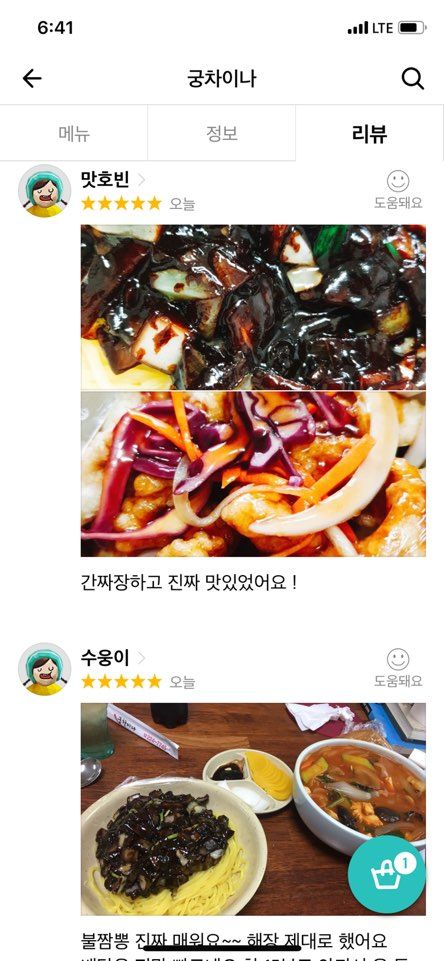 6:41
LTE
궁차이나
메뉴
정보
리뷰
맛호빈
오늘
도움돼요
간짜장하고 진짜 맛있었어요 !
수웅이
오늘
도움돼요
1
불짬뽕 진짜 매워요~~ 해장 제대로 했어요